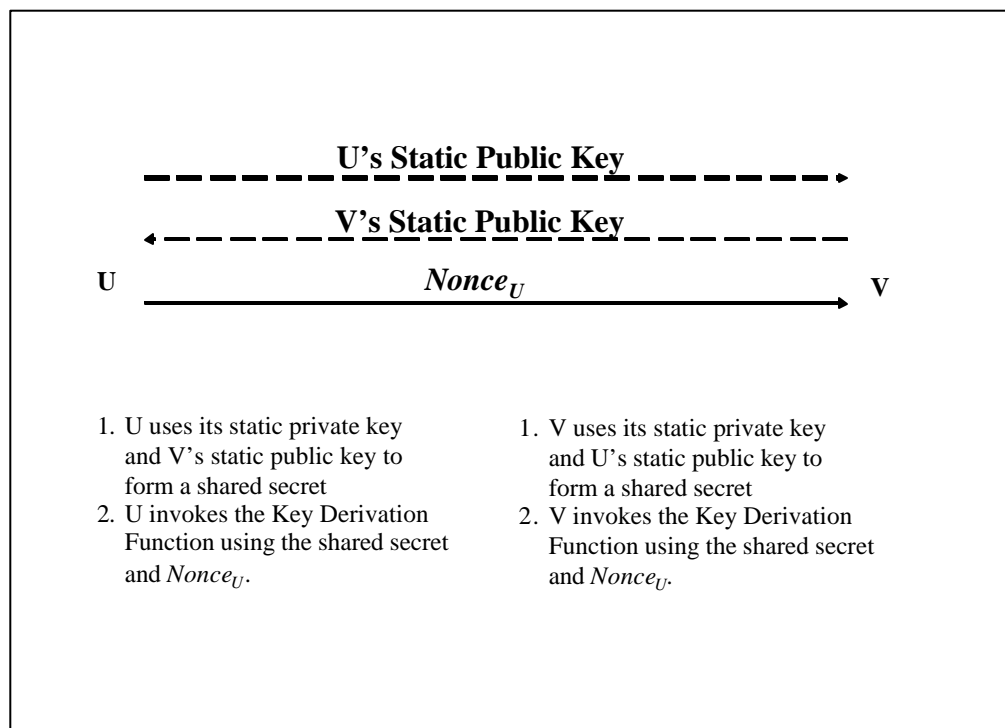 U's Static Public Key
V's Static Public Key
U
Nonce_U
V
1. U uses its static private key
and V's static public key to
form a shared secret
2. U invokes the Key Derivation
Function using the shared secret
and Nonce_U.
1. V uses its static private key
and U's static public key to
form a shared secret
2. V invokes the Key Derivation
Function using the shared secret
and Nonce_U.